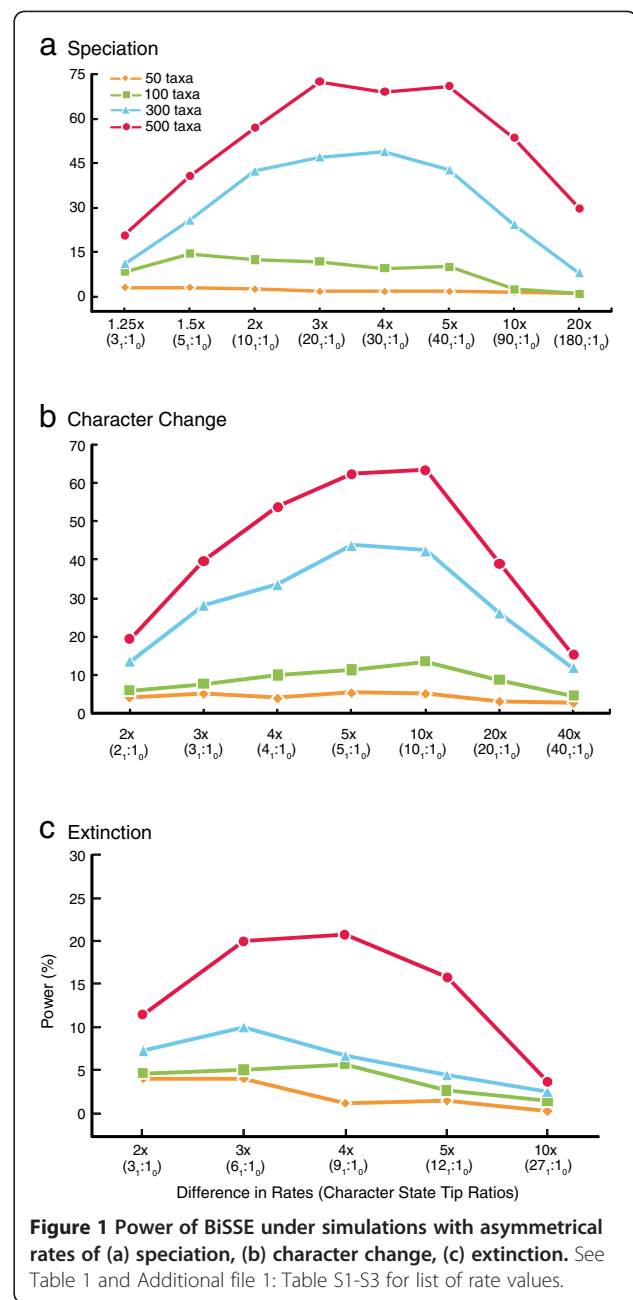 a Speciation
75
60
45
30
15
0
50 taxa
100 taxa
300 taxa
500 taxa
1.25x 1.5x 2x 3x 4x 5x 10x 20x
(3₁:1₀) (5₁:1₀) (10₁:1₀) (20₁:1₀) (30₁:1₀) (40₁:1₀) (90₁:1₀) (180₁:1₀)
b Character Change
70
60
50
40
30
20
10
0
2x 3x 4x 5x 10x 20x 40x
(2₁:1₀) (3₁:1₀) (4₁:1₀) (5₁:1₀) (10₁:1₀) (20₁:1₀) (40₁:1₀)
c Extinction
Power (%)
30
25
20
15
10
5
0
2x 3x 4x 5x 10x
(3₁:1₀) (6₁:1₀) (9₁:1₀) (12₁:1₀) (27₁:1₀)
Difference in Rates (Character State Tip Ratios)
Figure 1 Power of BiSSE under simulations with asymmetrical
rates of (a) speciation, (b) character change, (c) extinction. See
Table 1 and Additional file 1: Table S1-S3 for list of rate values.